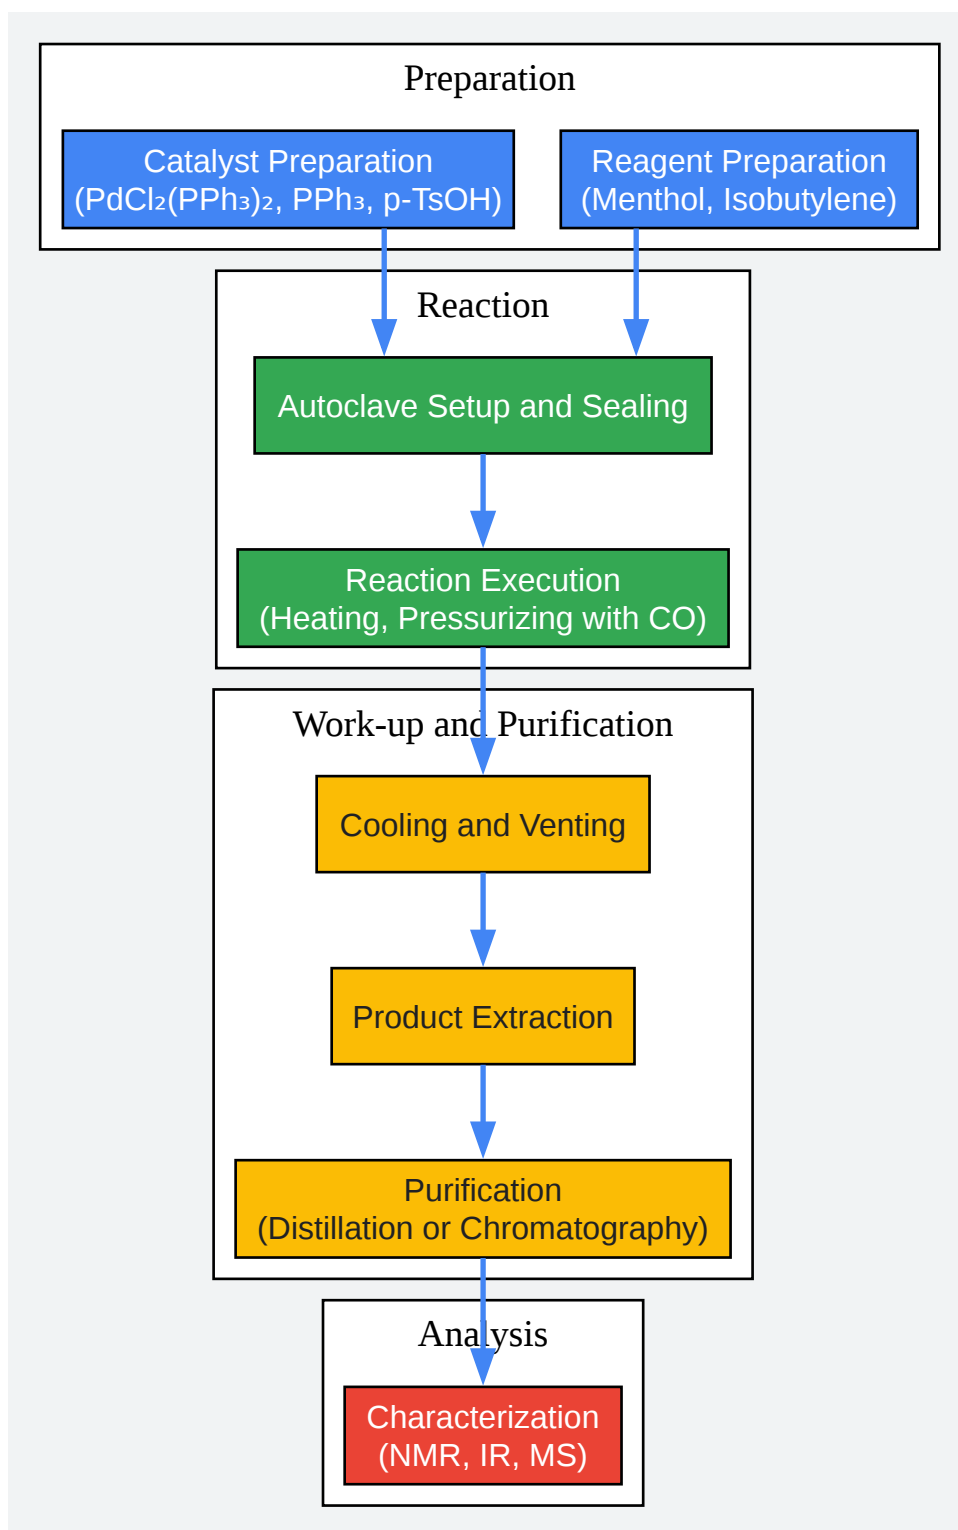 Preparation
Catalyst Preparation
(PdCl₂(PPh₃)₂, PPh₃, p-TsOH)
Reagent Preparation
(Menthol, Isobutylene)
Reaction
Autoclave Setup and Sealing
Reaction Execution
(Heating, Pressurizing with CO)
Work-up and Purification
Cooling and Venting
Product Extraction
Purification
(Distillation or Chromatography)
Analysis
Characterization
(NMR, IR, MS)